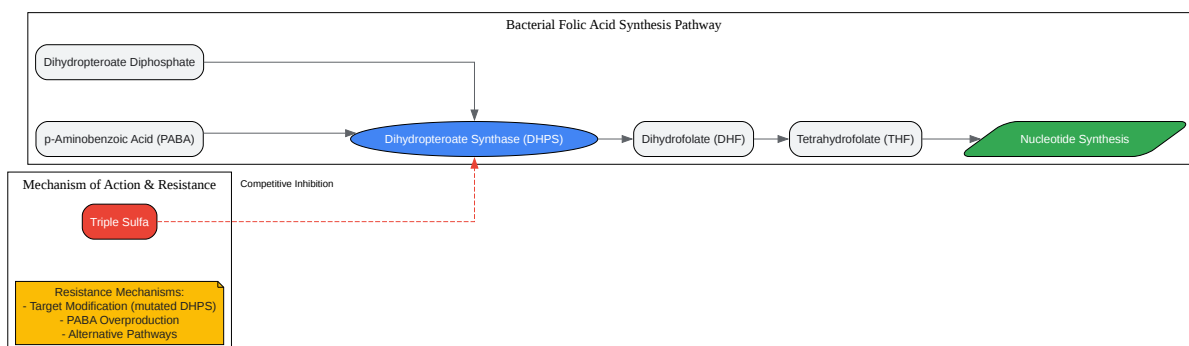 Bacterial Folic Acid Synthesis Pathway
Dihydropteroate Diphosphate
p-Aminobenzoic Acid (PABA)
Dihydropteroate Synthase (DHPS)
Dihydrofolate (DHF)
Tetrahydrofolate (THF)
Nucleotide Synthesis
Mechanism of Action & Resistance
Competitive Inhibition
Triple Sulfa
Resistance Mechanisms:
- Target Modification (mutated DHPS)
- PABA Overproduction
- Alternative Pathways